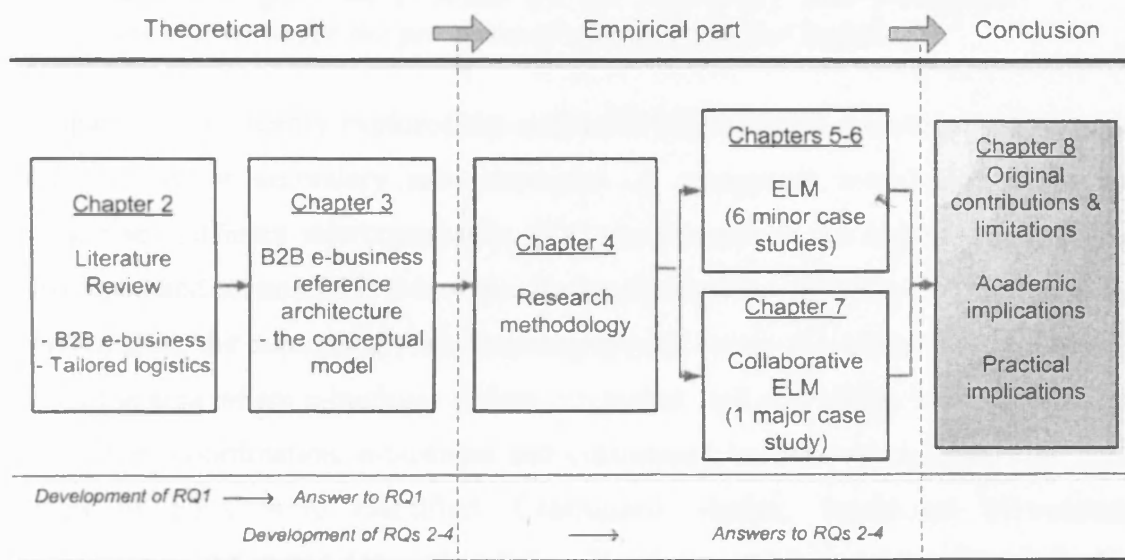 Theoretical part
Empirical part
Conclusion
Chapter 2
Literature
Review
- B2B e-business
- Tailored logistics
Chapter 3
B2B e-business
reference
architecture
- the conceptual
model
Chapter 4
Research
methodology
Chapters 5-6
ELM
(6 minor case
studies)
Chapter 7
Collaborative
ELM
(1 major case
study)
Chapter 8
Original
contributions &
limitations
Academic
implications
Practical
implications
Development of RQ1
Answer to RQ1
Development of RQs 2-4
Answers to RQs 2-4